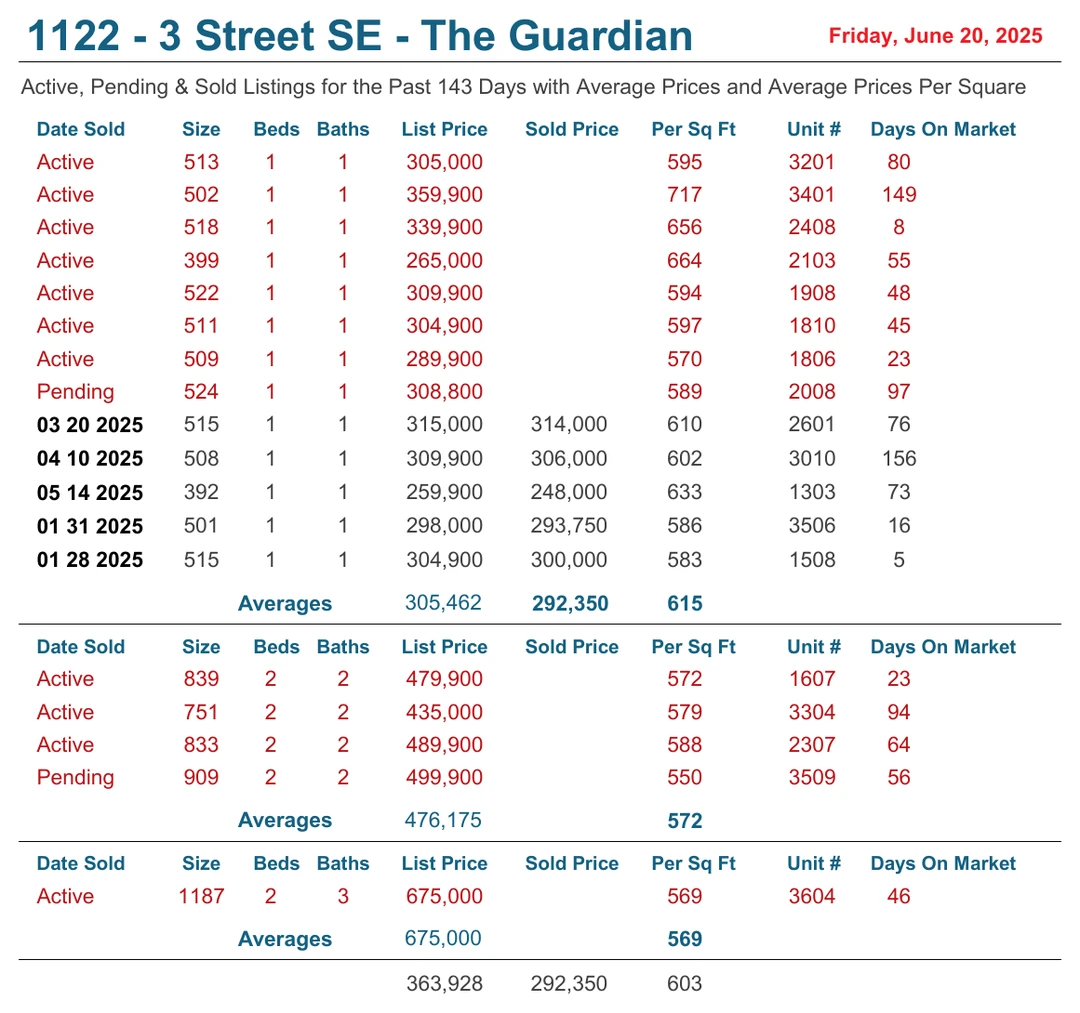 1122 - 3 Street SE - The Guardian Friday, June 20, 2025
Active, Pending & Sold Listings for the Past 143 Days with Average Prices and Average Prices Per Square
Date Sold Size Beds Baths List Price Sold Price Per Sq Ft Unit # Days On Market
Active 513 1 1 305,000 595 3201 80
Active 502 1 1 359,900 717 3401 149
Active 518 1 1 339,900 656 2408 8
Active 399 1 1 265,000 664 2103 55
Active 522 1 1 309,900 594 1908 48
Active 511 1 1 304,900 597 1810 45
Active 509 1 1 289,900 570 1806 23
Pending 524 1 1 308,800 589 2008 97
03 20 2025 515 1 1 315,000 314,000 610 2601 76
04 10 2025 508 1 1 309,900 306,000 602 3010 156
05 14 2025 392 1 1 259,900 248,000 633 1303 73
01 31 2025 501 1 1 298,000 293,750 586 3506 16
01 28 2025 515 1 1 304,900 300,000 583 1508 5
Averages 305,462 292,350 615
Date Sold Size Beds Baths List Price Sold Price Per Sq Ft Unit # Days On Market
Active 839 2 2 479,900 572 1607 23
Active 751 2 2 435,000 579 3304 94
Active 833 2 2 489,900 588 2307 64
Pending 909 2 2 499,900 550 3509 56
Averages 476,175 572
Date Sold Size Beds Baths List Price Sold Price Per Sq Ft Unit # Days On Market
Active 1187 2 3 675,000 569 3604 46
Averages 675,000 569
363,928 292,350 603